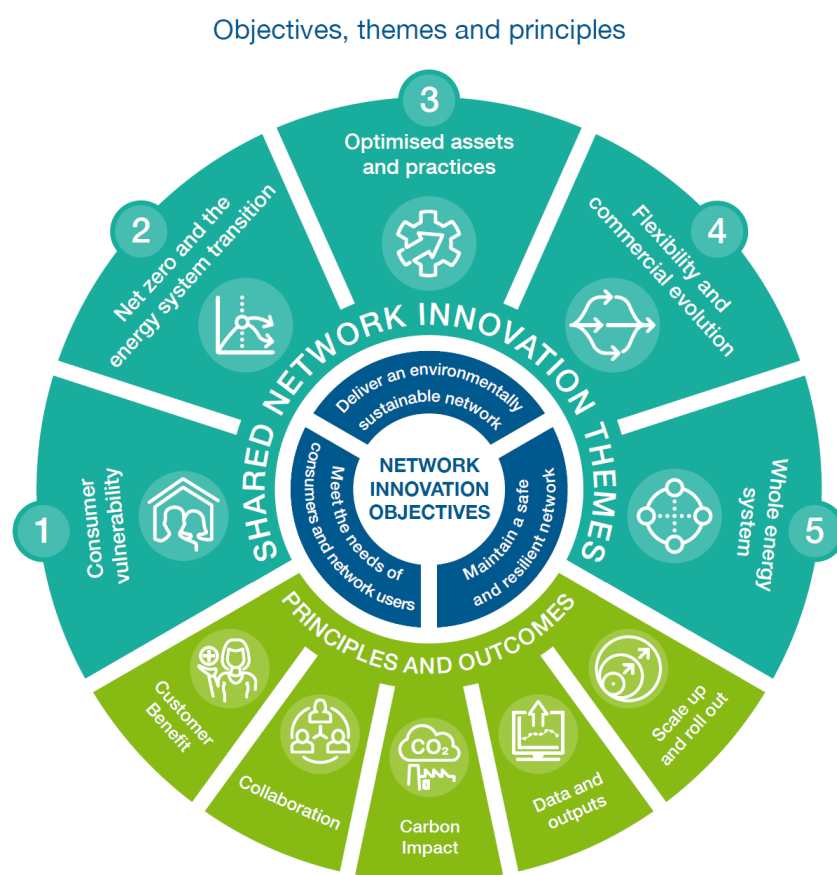 Objectives, themes and principles
1
Consumer
vulnerability
2
Net zero and the
energy system transition
3
Optimised assets
and practices
4
Flexibility and
commercial evolution
5
Whole energy
system
SHARED NETWORK INNOVATION THEMES
Deliver an environmentally
sustainable network
Meet the needs of
consumers and network users
Maintain a safe
and resilient network
NETWORK
INNOVATION
OBJECTIVES
PRINCIPLES AND OUTCOMES
Customer
Benefit
Collaboration
CO₂
Carbon
Impact
Data and
outputs
Scale up
and roll out